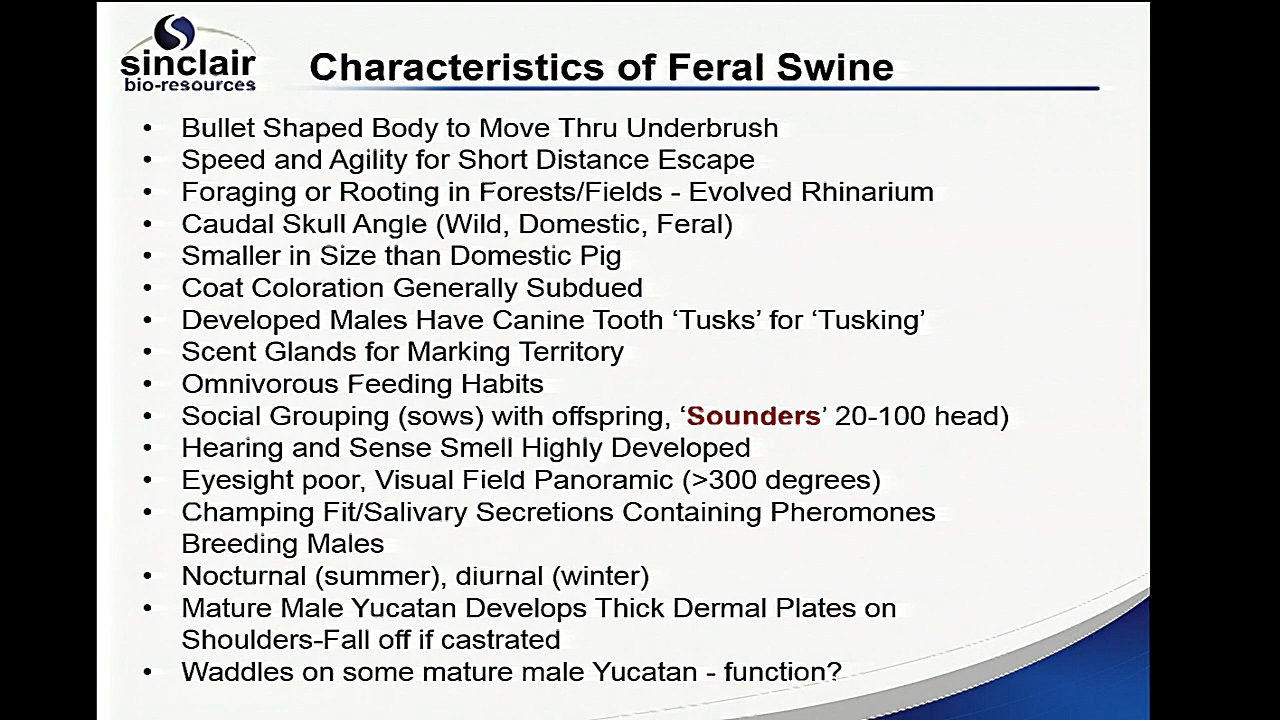 sinclair
bio-resources
Characteristics of Feral Swine
• Bullet Shaped Body to Move Thru Underbrush
• Speed and Agility for Short Distance Escape
• Foraging or Rooting in Forests/Fields - Evolved Rhinarium
• Caudal Skull Angle (Wild, Domestic, Feral)
• Smaller in Size than Domestic Pig
• Coat Coloration Generally Subdued
• Developed Males Have Canine Tooth ‘Tusks’ for ‘Tusking’
• Scent Glands for Marking Territory
• Omnivorous Feeding Habits
• Social Grouping (sows) with offspring, ‘Sounders’ 20-100 head)
• Hearing and Sense Smell Highly Developed
• Eyesight poor, Visual Field Panoramic (>300 degrees)
• Champing Fit/Salivary Secretions Containing Pheromones
Breeding Males
• Nocturnal (summer), diurnal (winter)
• Mature Male Yucatan Develops Thick Dermal Plates on
Shoulders-Fall off if castrated
• Waddles on some mature male Yucatan - function?